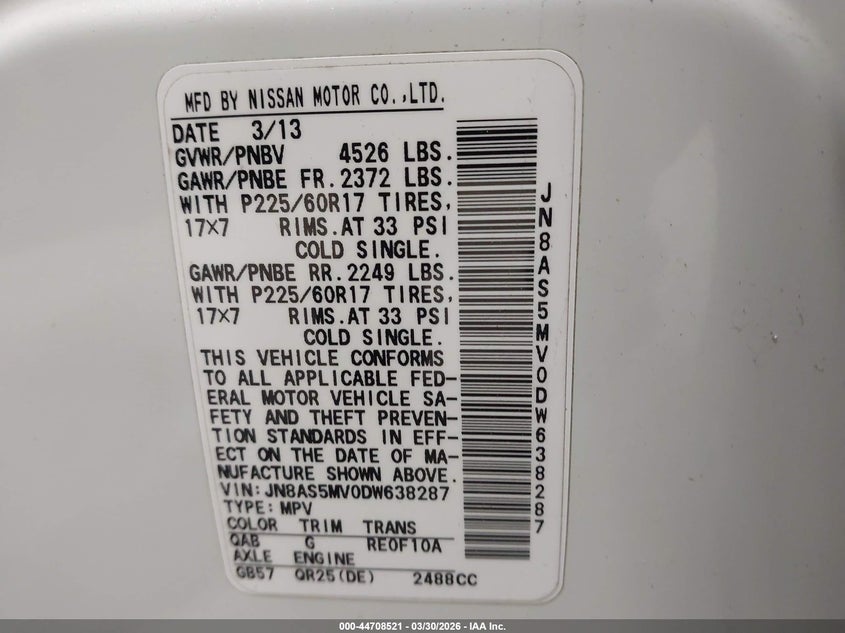 MFD BY NISSAN MOTOR CO.,LTD.
DATE 3/13
GVWR/PNBV 4526 LBS.
GAWR/PNBE FR. 2372 LBS.
WITH P225/60R17 TIRES,
17×7 RIMS.AT 33 PSI
COLD SINGLE.
GAWR/PNBE RR. 2249 LBS.
WITH P225/60R17 TIRES,
17×7 RIMS.AT 33 PSI
COLD SINGLE.
THIS VEHICLE CONFORMS
TO ALL APPLICABLE FED-
ERAL MOTOR VEHICLE SA-
FETY AND THEFT PREVEN-
TION STANDARDS IN EFF-
ECT ON THE DATE OF MA-
NUFACTURE SHOWN ABOVE.
VIN:JN8AS5MV0DW638287
TYPE:MPV
COLOR TRIM TRANS
QAB G RE0F10A
AXLE ENGINE
GB57 QR25(DE) 2488CC
JN8AS5MV0DW638287
000-44708521 | 03/30/2026 - IAA Inc.